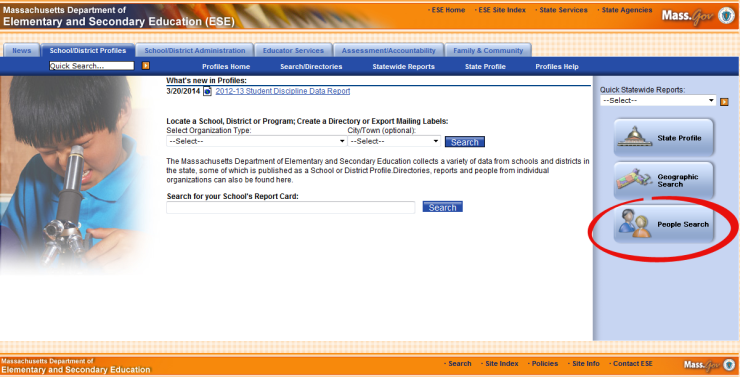 Massachusetts Department of
Elementary and Secondary Education (ESE)
· ESE Home · ESE Site Index · State Services · State Agencies
Mass.Gov
News School/District Profiles School/District Administration Educator Services Assessment/Accountability Family & Community
Quick Search... Profiles Home Search/Directories Statewide Reports State Profile Profiles Help
What's new in Profiles:
3/20/2014 2012-13 Student Discipline Data Report
Locate a School, District or Program; Create a Directory or Export Mailing Labels:
Select Organization Type: City/Town (optional):
--Select-- --Select-- Search
The Massachusetts Department of Elementary and Secondary Education collects a variety of data from schools and districts in
the state, some of which is published as a School or District Profile.Directories, reports and people from individual
organizations can also be found here.
Search for your School's Report Card:
Search
Quick Statewide Reports:
--Select--
State Profile
Geographic
Search
People Search
Massachusetts Department of
Elementary and Secondary Education
· Search · Site Index · Policies · Site Info · Contact ESE
Mass.Gov